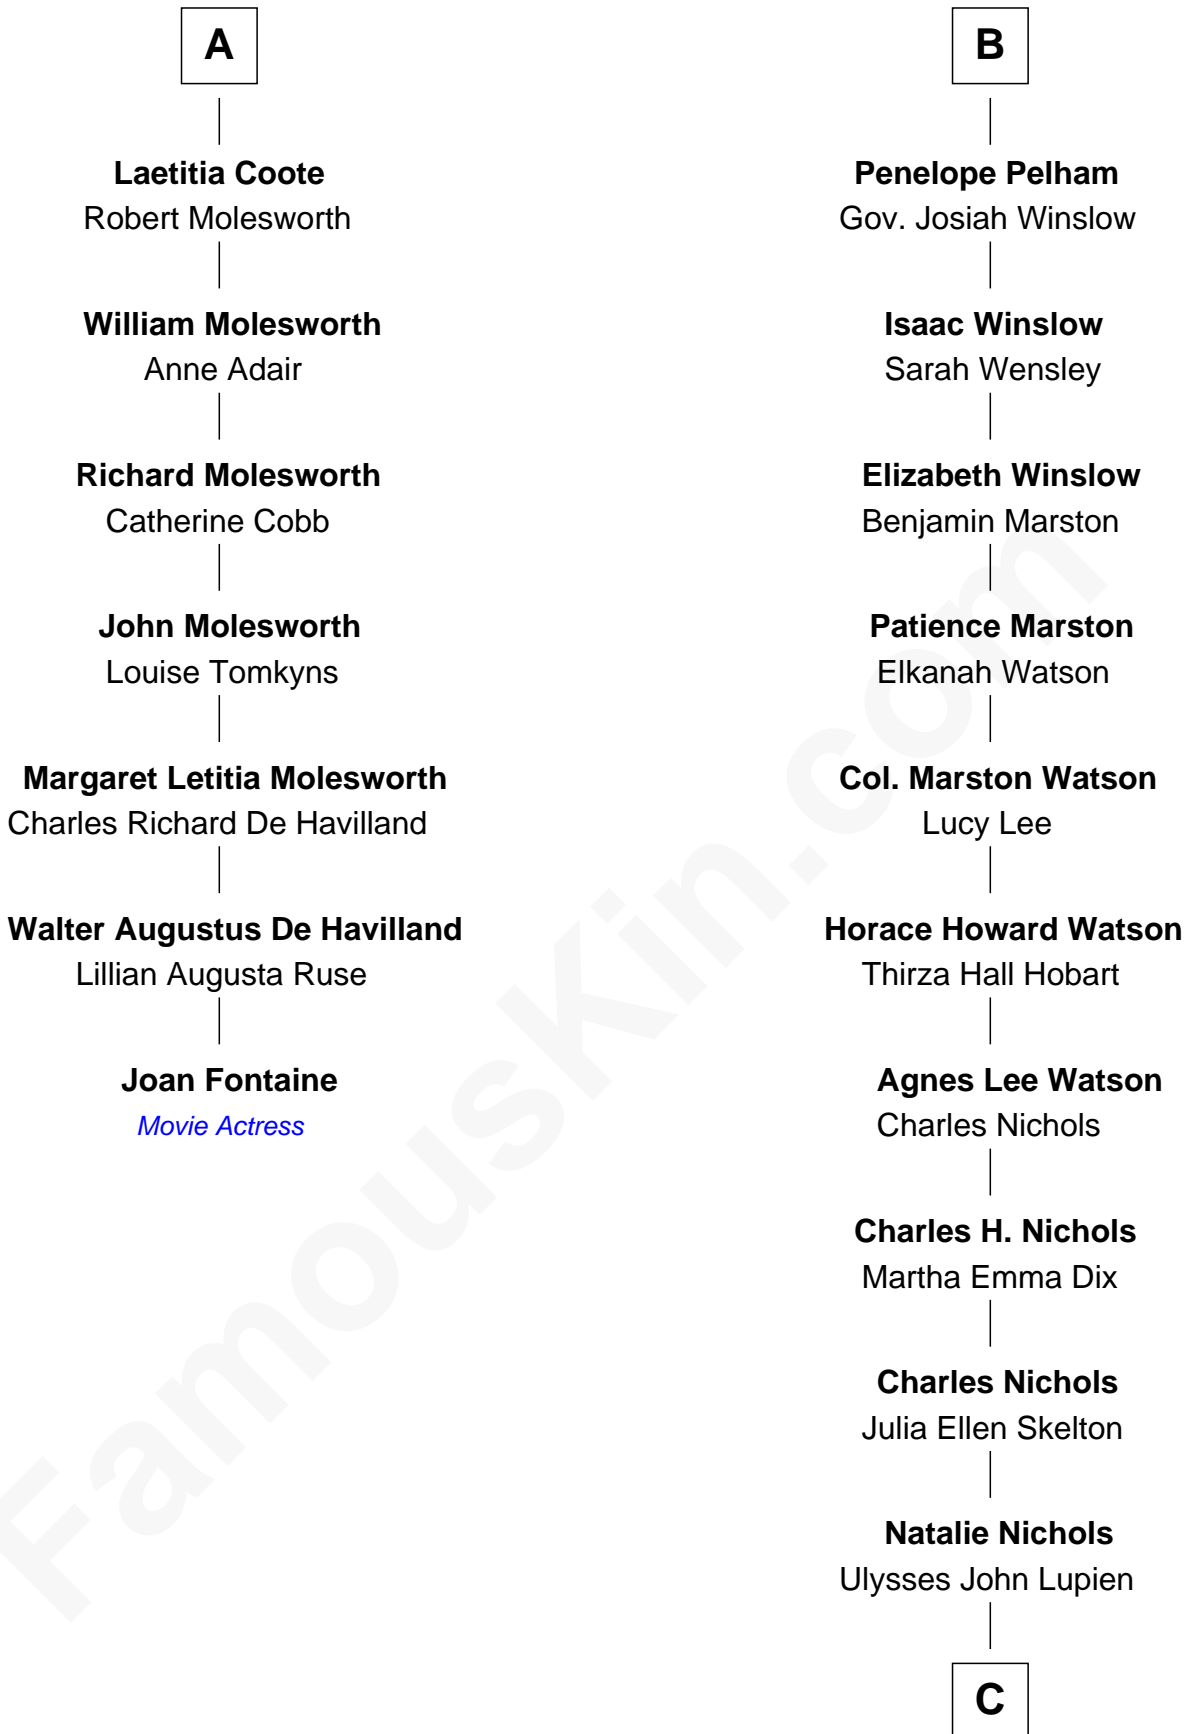 A
Laetitia Coote
Robert Molesworth
William Molesworth
Anne Adair
Richard Molesworth
Catherine Cobb
John Molesworth
Louise Tomkyns
Margaret Letitia Molesworth
Charles Richard De Havilland
Walter Augustus De Havilland
Lillian Augusta Ruse
Joan Fontaine
Movie Actress
B
Penelope Pelham
Gov. Josiah Winslow
Isaac Winslow
Sarah Wensley
Elizabeth Winslow
Benjamin Marston
Patience Marston
Elkanah Watson
Col. Marston Watson
Lucy Lee
Horace Howard Watson
Thirza Hall Hobart
Agnes Lee Watson
Charles Nichols
Charles H. Nichols
Martha Emma Dix
Charles Nichols
Julia Ellen Skelton
Natalie Nichols
Ulysses John Lupien
C
FamousKin.com